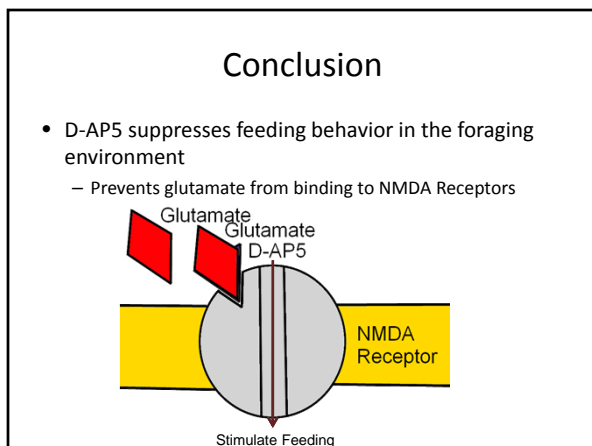 Conclusion
• D-AP5 suppresses feeding behavior in the foraging
environment
– Prevents glutamate from binding to NMDA Receptors
Glutamate
Glutamate
D-AP5
NMDA
Receptor
Stimulate Feeding